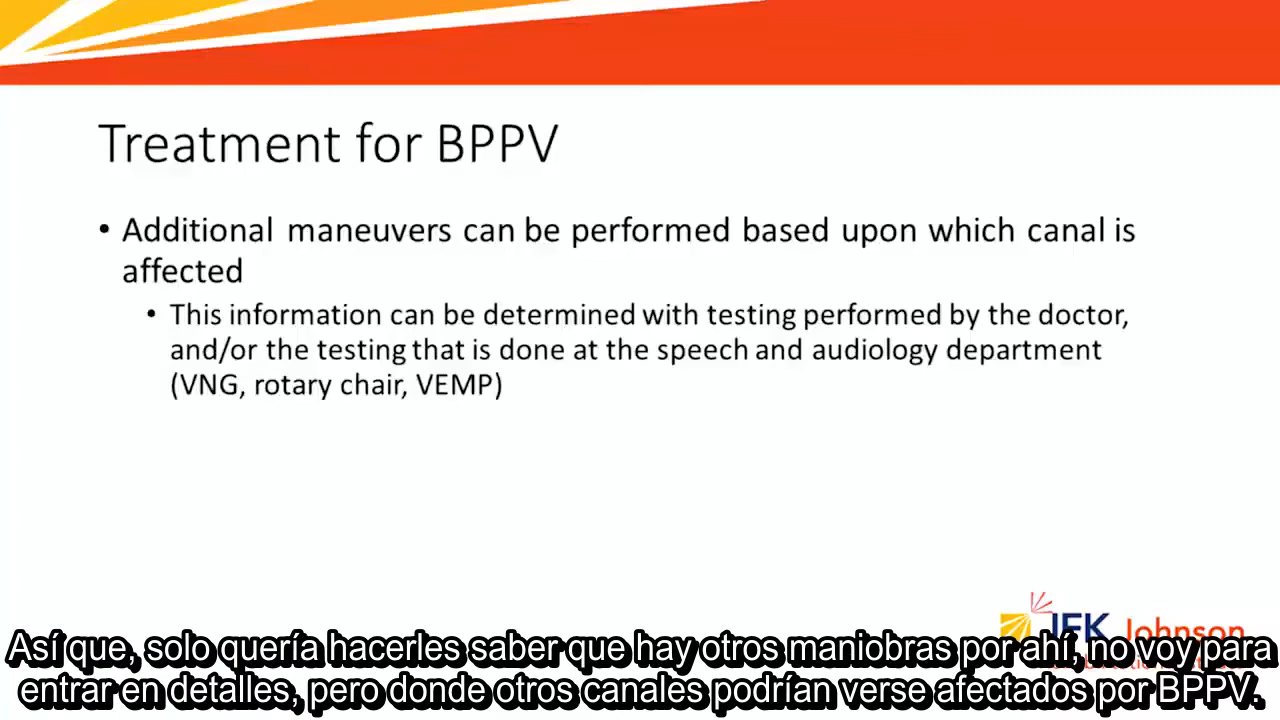 Treatment for BPPV
• Additional maneuvers can be performed based upon which canal is
affected
• This information can be determined with testing performed by the doctor,
and/or the testing that is done at the speech and audiology department
(VNG, rotary chair, VEMP)
JFK Johnson
Así que, solo quería hacerles saber que hay otros maniobras por ahí, no voy para
entrar en detalles, pero donde otros canales podrían verse afectados por BPPV.